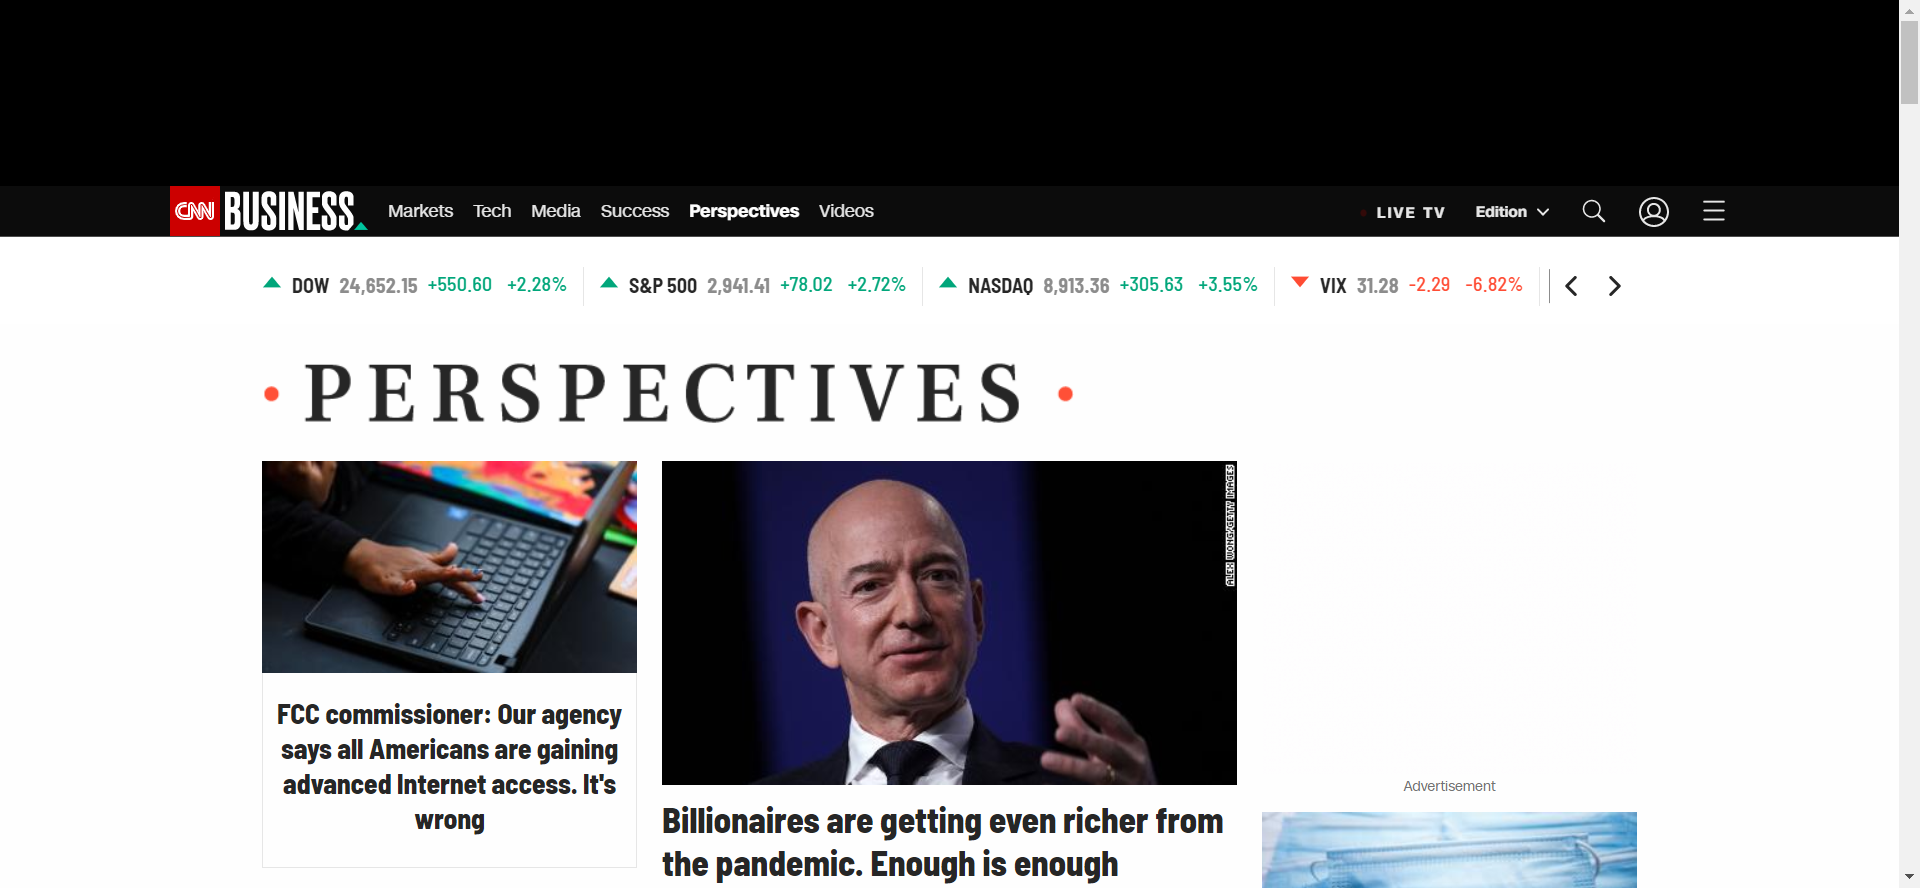 CNN BUSINESS Markets Tech Media Success Perspectives Videos LIVE TV Edition
DOW 24,652.15 +550.60 +2.28% S&P 500 2,941.41 +78.02 +2.72% NASDAQ 8,913.36 +305.63 +3.55% VIX 31.28 -2.29 -6.82%
PERSPECTIVES
ALEX WONG/GETTY IMAGES
FCC commissioner: Our agency
says all Americans are gaining
advanced Internet access. It's
wrong
Billionaires are getting even richer from
the pandemic. Enough is enough
Advertisement